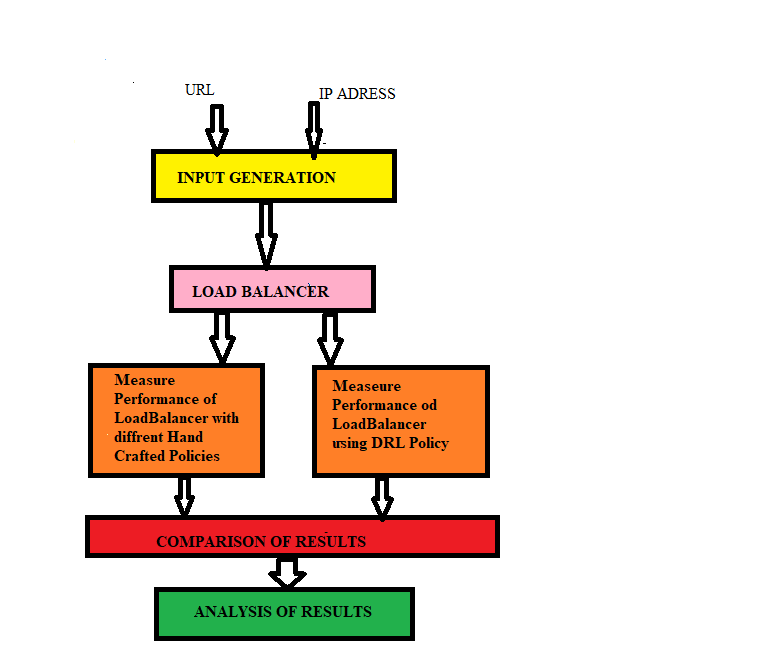 URL
IP ADRESS
INPUT GENERATION
LOAD BALANCER
Measure
Performance of
LoadBalancer with
diffrent Hand
Crafted Policies
Measeure
Performance od
LoadBalancer
using DRL Policy
COMPARISON OF RESULTS
ANALYSIS OF RESULTS